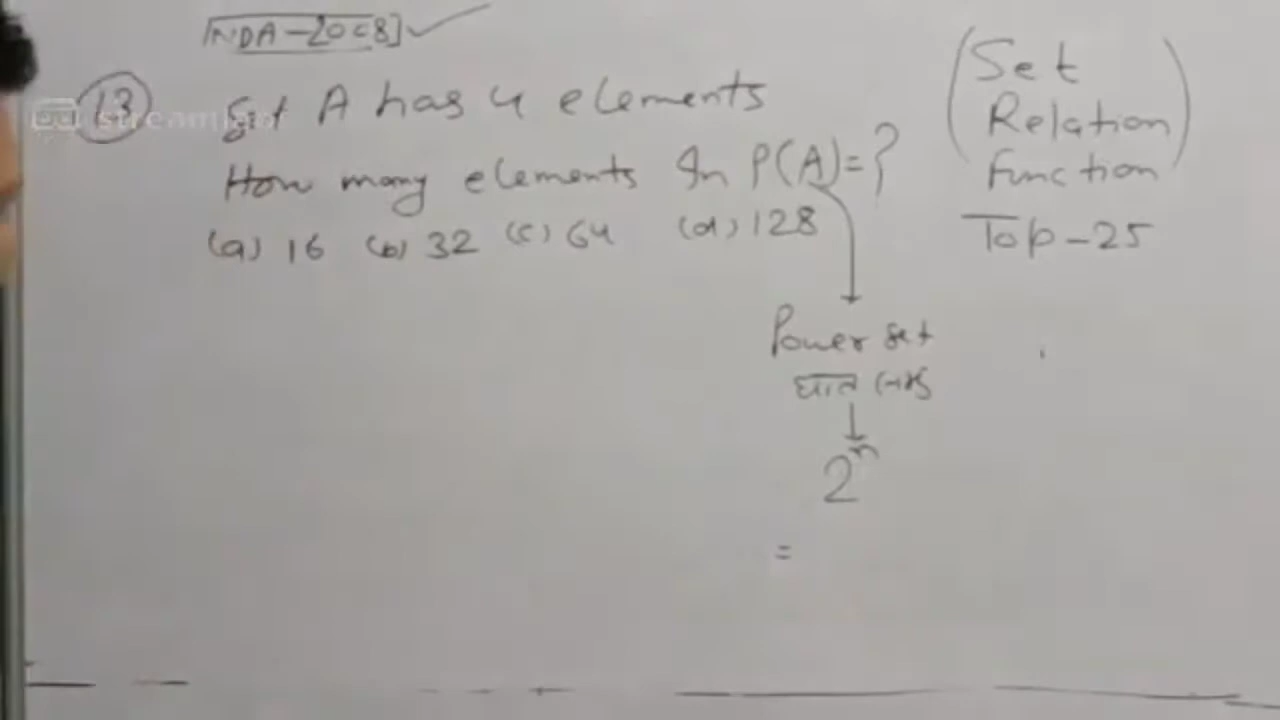 [NDA-2008]
(13) Set A has 4 elements
How many elements In P(A)=?
(a) 16 (b) 32 (c) 64 (d) 128
Power set
घात
2ⁿ
=
(Set
Relation)
Function
Top-25